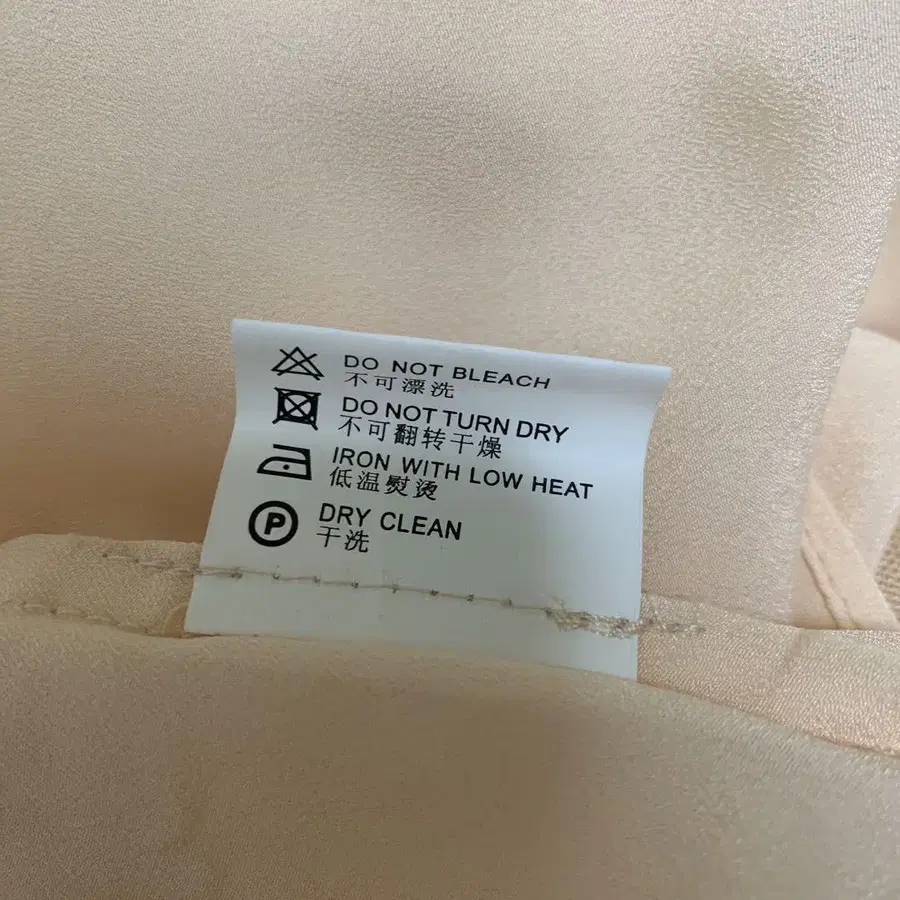 DO NOT BLEACH
不可漂洗
DO NOT TURN DRY
不可翻转干燥
IRON WITH LOW HEAT
低温熨烫
P DRY CLEAN
干洗